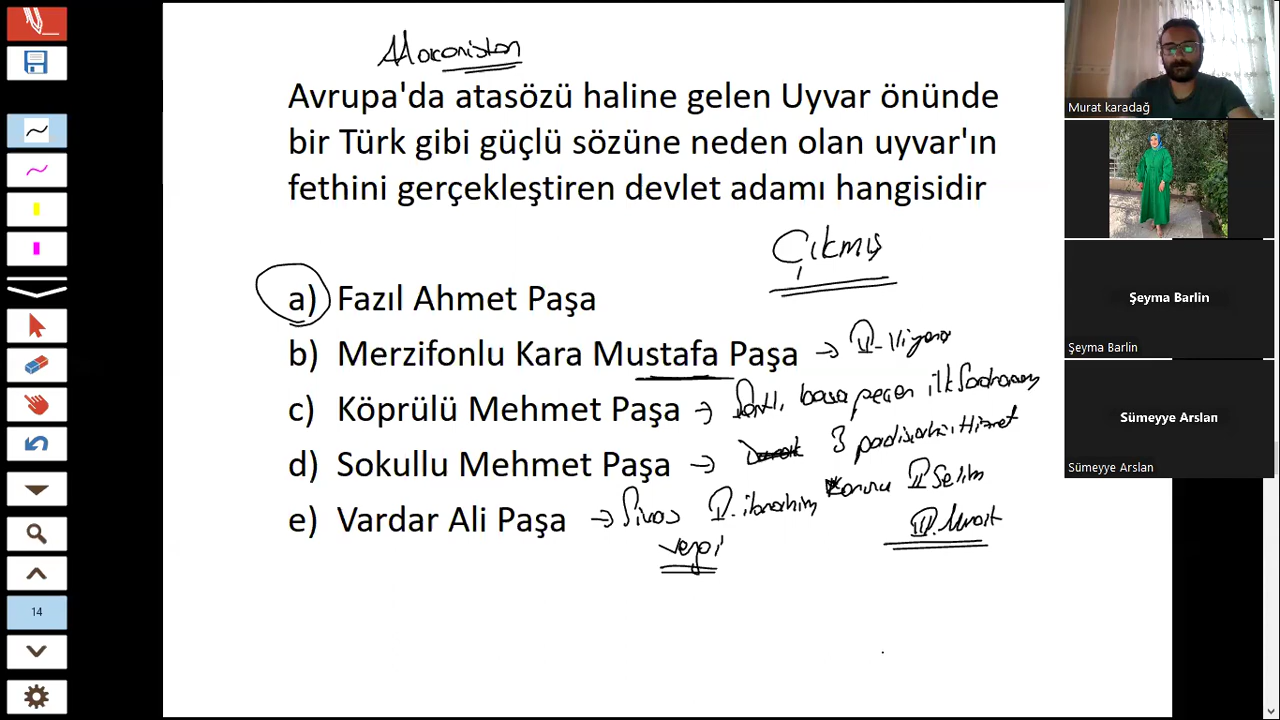 Macaristan
Avrupa'da atasözü haline gelen Uyvar önünde
bir Türk gibi güçlü sözüne neden olan uyvar'ın
fethini gerçekleştiren devlet adamı hangisidir
Çıkmış
a) Fazıl Ahmet Paşa
b) Merzifonlu Kara Mustafa Paşa → II. Viyana
c) Köprülü Mehmet Paşa → Şartlı başa geçen ilk Sadrazam
d) Sokullu Mehmet Paşa → 3 padişaha Hizmet
Kanuni II Selim
III. Murat
e) Vardar Ali Paşa → Sivas I. ibrahim
vergi
14
Murat karadağ
Şeyma Barlin
Şeyma Barlin
Sümeyye Arslan
Sümeyye Arslan